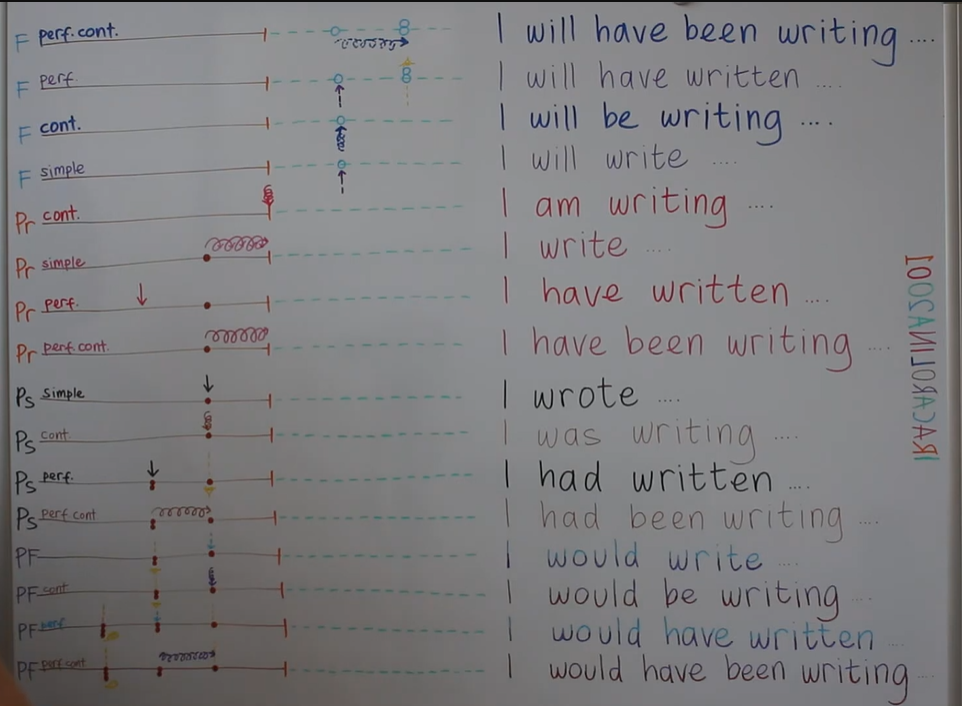 F perf. cont. I will have been writing ....
F perf. I will have written ....
F cont. I will be writing ....
F simple I will write ....
Pr cont. I am writing ....
Pr simple I write ....
Pr perf. I have written ....
Pr perf. cont. I have been writing ....
Ps simple I wrote ....
Ps cont. I was writing ....
Ps perf. I had written ....
Ps perf cont I had been writing ....
PF I would write ....
PF cont I would be writing
PF perf I would have written ....
PF perf cont I would have been writing ....